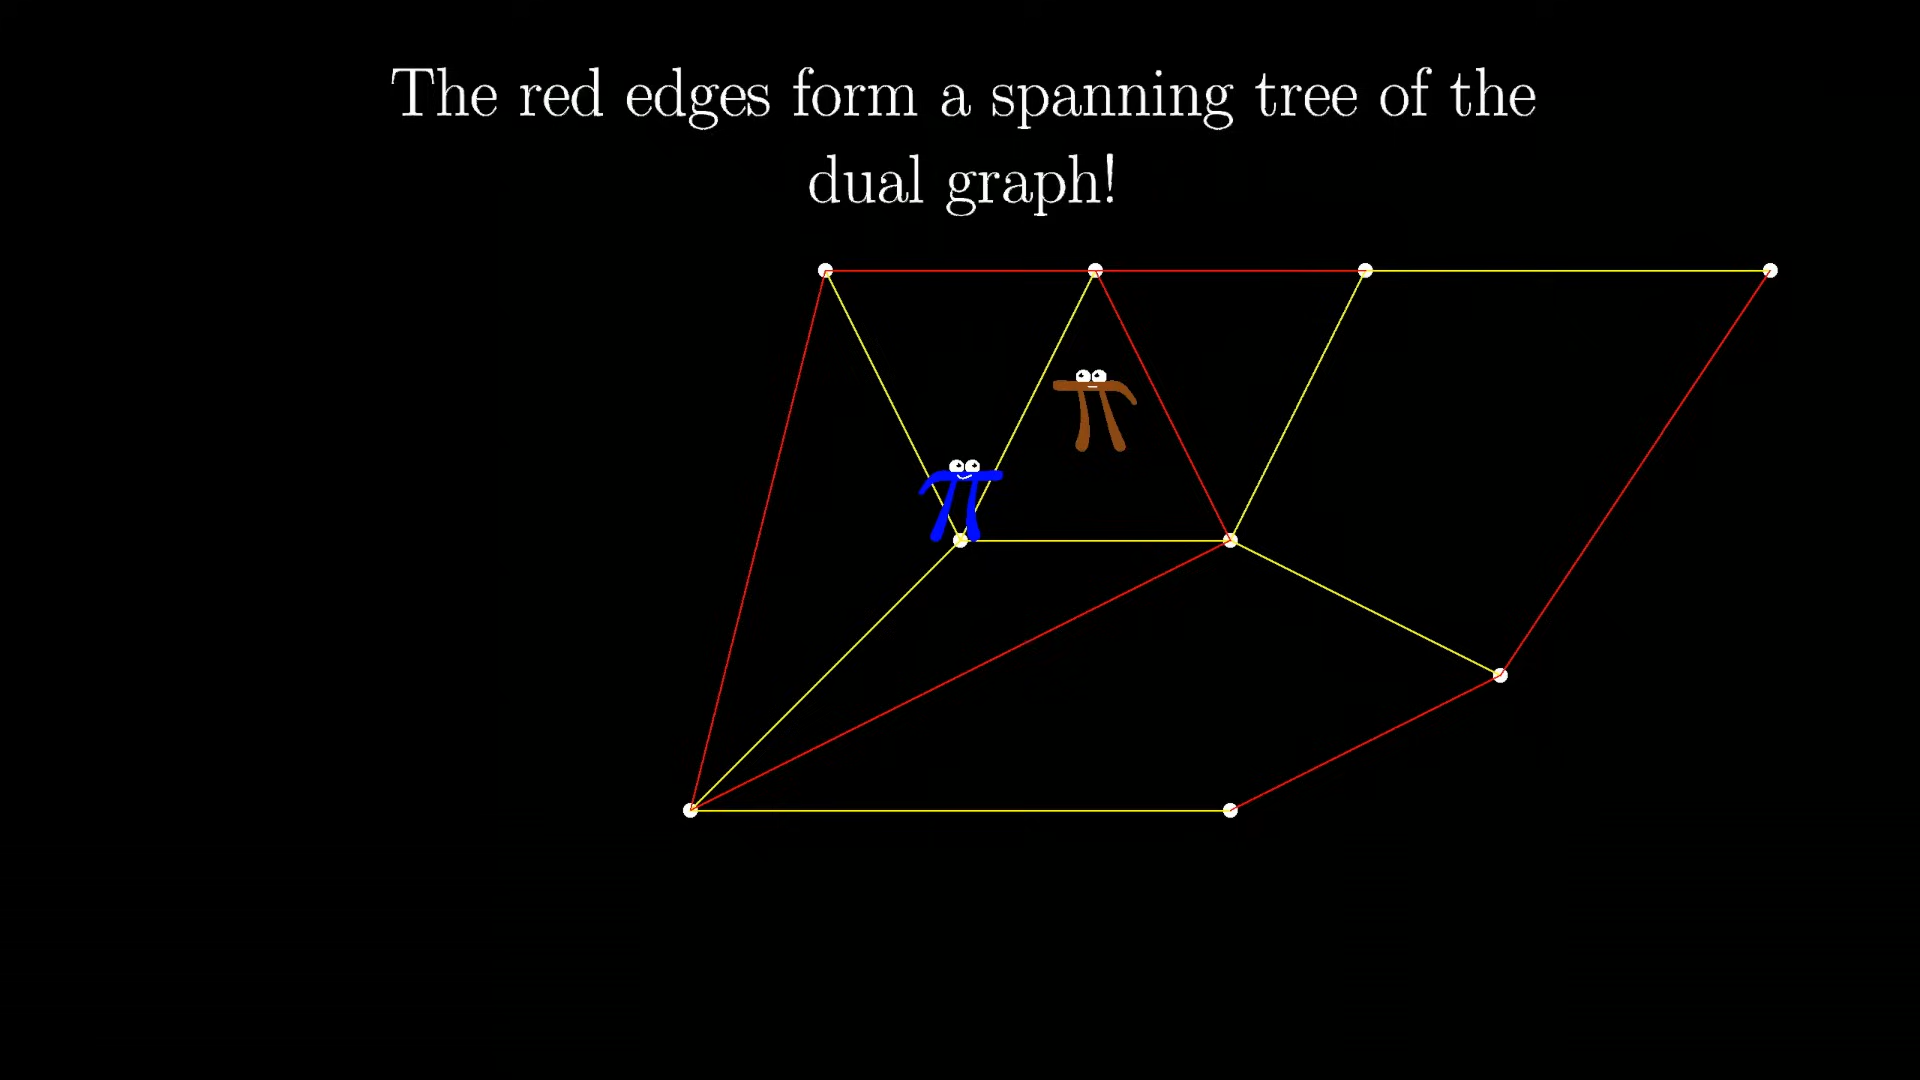 The red edges form a spanning tree of the
dual graph!